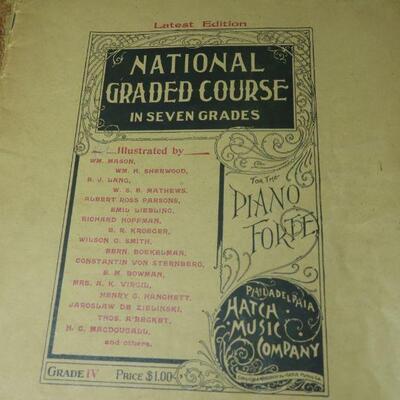 Latest Edition
NATIONAL
GRADED COURSE
IN SEVEN GRADES
Illustrated by
WM. MASON,
WM. H. SHERWOOD,
B. J. LANG,
W. S. B. MATHEWS,
ALBERT ROSS PARSONS,
EMIL LIEBLING,
RICHARD HOFFMAN,
E. R. KROEGER,
WILSON G. SMITH,
BERN. BOEKELMAN,
CONSTANTIN VON STERNBERG,
E. M. BOWMAN,
MRS. A. K. VIRGIL,
HENRY G. HANCHETT,
JAROSLAW DE ZIELINSKI,
THOS. A'BECKET,
H. C. MACDOUGALL,
and others.
FOR THE
PIANO
FORTE
PHILADELPHIA
HATCH
MUSIC
COMPANY
GRADE IV PRICE $1.00